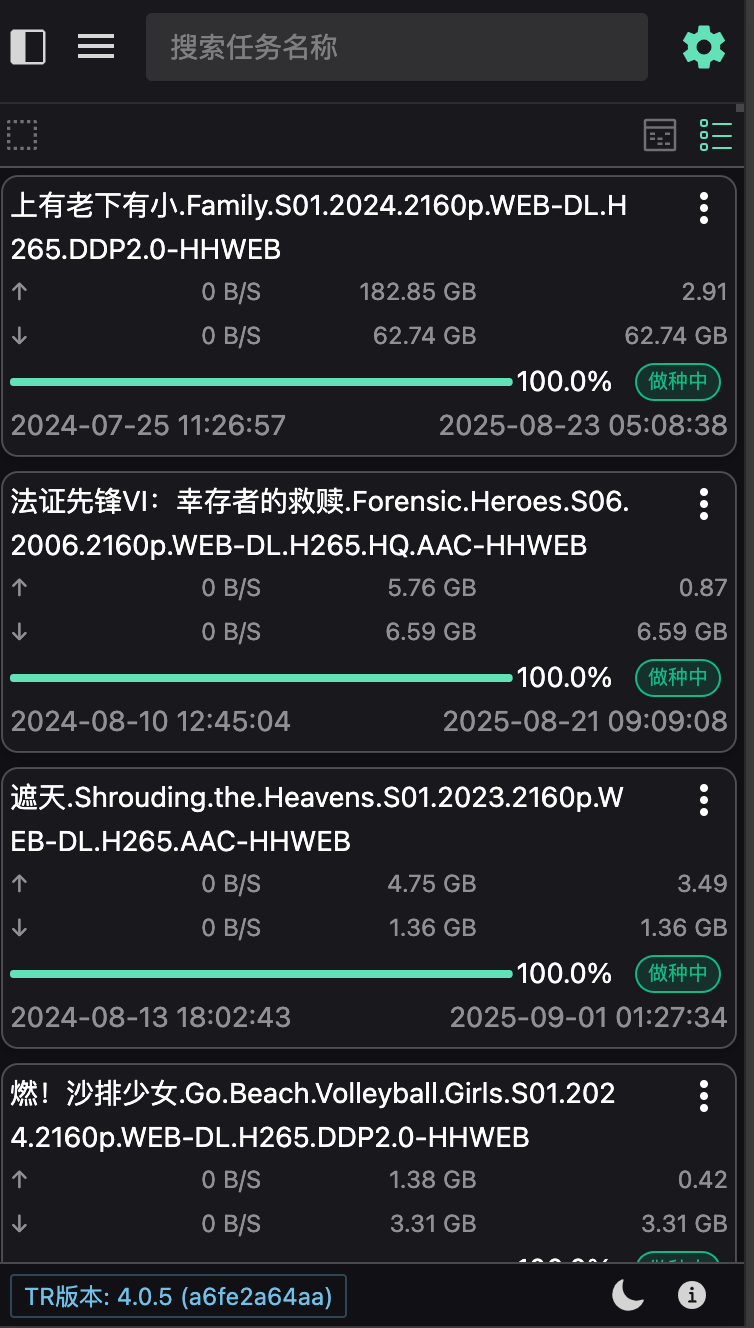 搜索任务名称
上有老下有小.Family.S01.2024.2160p.WEB-DL.H
265.DDP2.0-HHWEB
↑ 0 B/S 182.85 GB 2.91
↓ 0 B/S 62.74 GB 62.74 GB
100.0% 做种中
2024-07-25 11:26:57 2025-08-23 05:08:38
法证先锋VI：幸存者的救赎.Forensic.Heroes.S06.
2006.2160p.WEB-DL.H265.HQ.AAC-HHWEB
↑ 0 B/S 5.76 GB 0.87
↓ 0 B/S 6.59 GB 6.59 GB
100.0% 做种中
2024-08-10 12:45:04 2025-08-21 09:09:08
遮天.Shrouding.the.Heavens.S01.2023.2160p.W
EB-DL.H265.AAC-HHWEB
↑ 0 B/S 4.75 GB 3.49
↓ 0 B/S 1.36 GB 1.36 GB
100.0% 做种中
2024-08-13 18:02:43 2025-09-01 01:27:34
燃！沙排少女.Go.Beach.Volleyball.Girls.S01.202
4.2160p.WEB-DL.H265.DDP2.0-HHWEB
↑ 0 B/S 1.38 GB 0.42
↓ 0 B/S 3.31 GB 3.31 GB
TR版本: 4.0.5 (a6fe2a64aa)